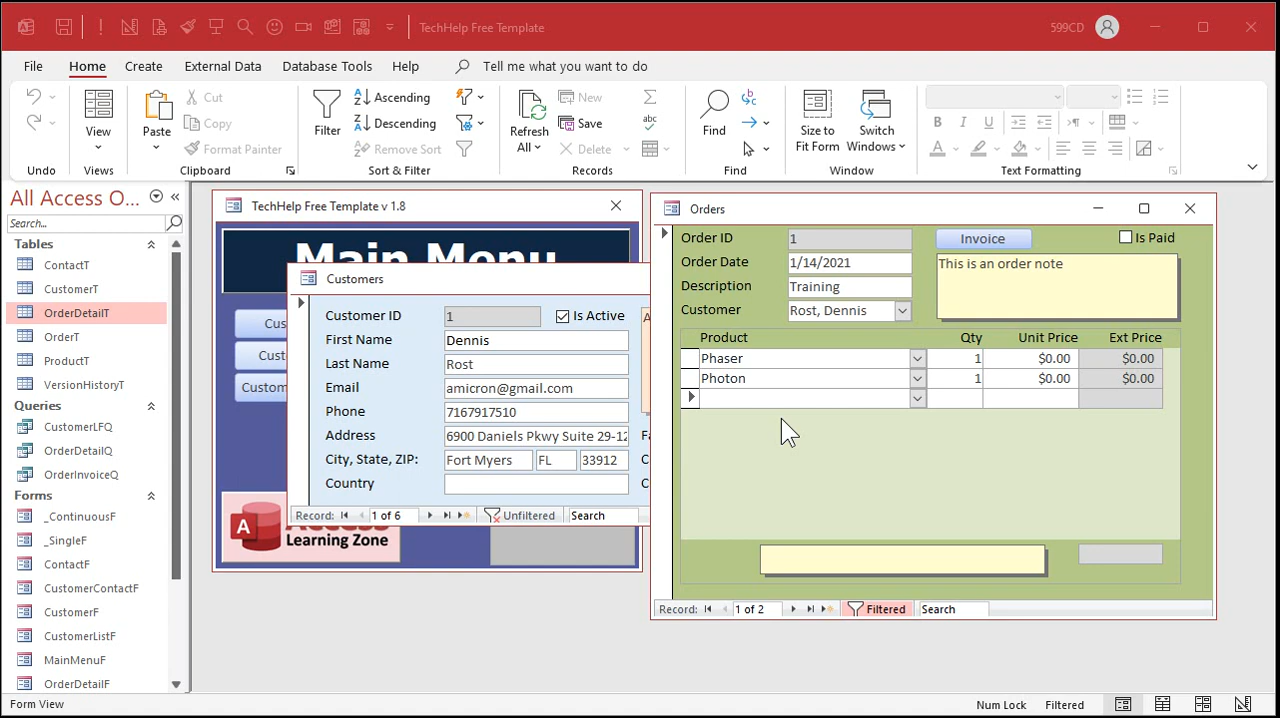 TechHelp Free Template
599CD
File Home Create External Data Database Tools Help Tell me what you want to do
Undo
View
Views
Paste
Cut
Copy
Format Painter
Clipboard
Filter
Ascending
Descending
Remove Sort
Sort & Filter
Refresh All
New
Save
Delete
Records
Find
Find
Size to Fit Form
Switch Windows
Window
B I U
A
Text Formatting
All Access O...
Search...
Tables
ContactT
CustomerT
OrderDetailT
OrderT
ProductT
VersionHistoryT
Queries
CustomerLFQ
OrderDetailQ
OrderInvoiceQ
Forms
_ContinuousF
_SingleF
ContactF
CustomerContactF
CustomerF
CustomerListF
MainMenuF
OrderDetailF
TechHelp Free Template v 1.8
Main Menu
Cus
Custo
Custom
A
Learning Zone
Customers
Customer ID 1 Is Active
First Name Dennis
Last Name Rost
Email amicron@gmail.com
Phone 7167917510
Address 6900 Daniels Pkwy Suite 29-12
City, State, ZIP: Fort Myers FL 33912
Country
Record: 1 of 6 Unfiltered Search
Orders
Order ID 1 Invoice Is Paid
Order Date 1/14/2021
Description Training
Customer Rost, Dennis
This is an order note
Product Qty Unit Price Ext Price
Phaser 1 $0.00 $0.00
Photon 1 $0.00 $0.00
Record: 1 of 2 Filtered Search
Form View
Num Lock Filtered